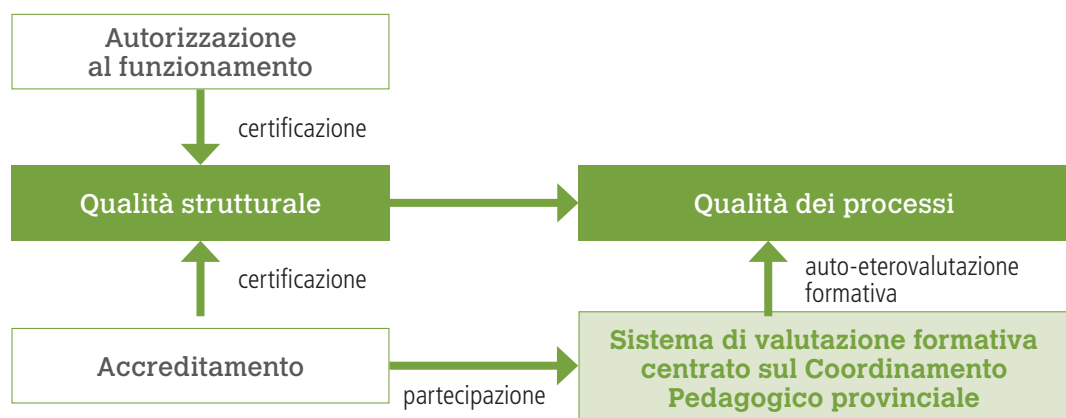 Autorizzazione
al funzionamento
certificazione
Qualità strutturale
Qualità dei processi
certificazione
auto-eterovalutazione
formativa
Accreditamento
partecipazione
Sistema di valutazione formativa
centrato sul Coordinamento
Pedagogico provinciale